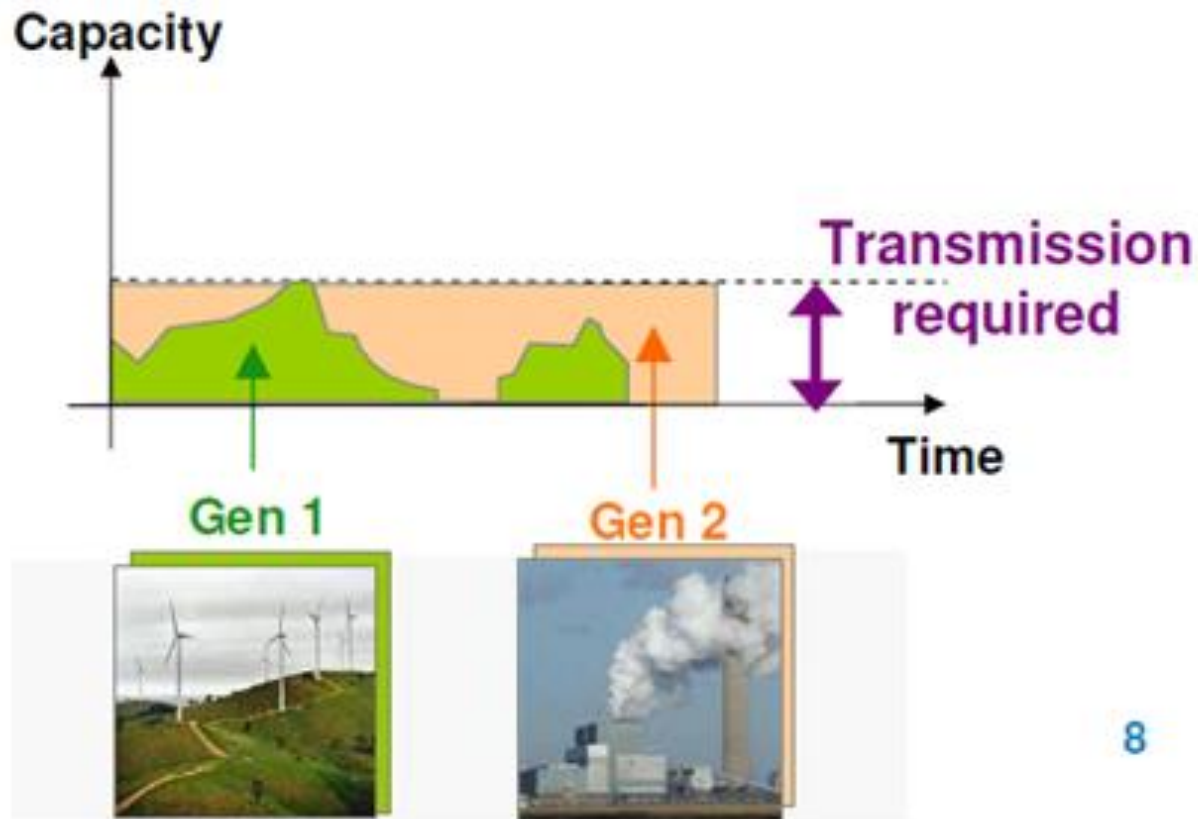 Capacity
Transmission
required
Time
Gen 1
Gen 2
8